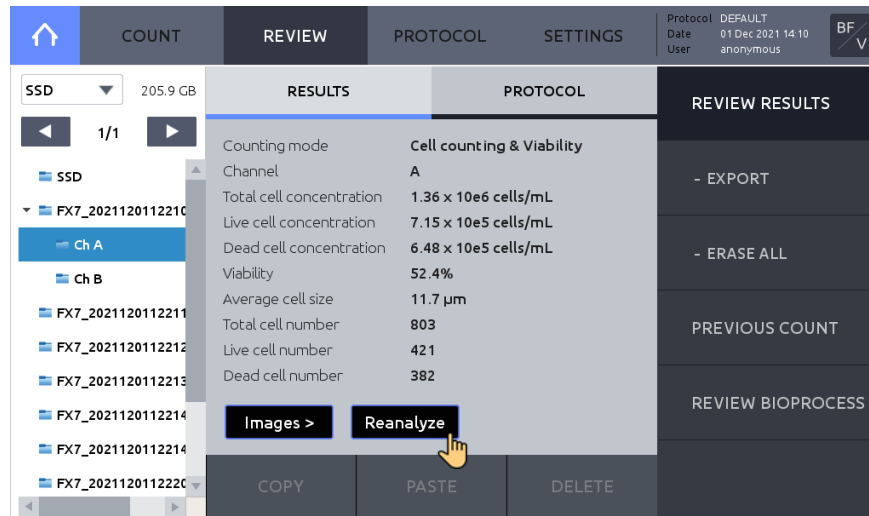 COUNT REVIEW PROTOCOL SETTINGS
Protocol DEFAULT
Date 01 Dec 2021 14:10
User anonymous
BF/V
SSD 205.9 GB
1/1
SSD
FX7_2021120112210
Ch A
Ch B
FX7_2021120112211
FX7_2021120112212
FX7_2021120112213
FX7_2021120112214
FX7_2021120112214
FX7_2021120112220
RESULTS PROTOCOL
Counting mode Cell counting & Viability
Channel A
Total cell concentration 1.36 x 10e6 cells/mL
Live cell concentration 7.15 x 10e5 cells/mL
Dead cell concentration 6.48 x 10e5 cells/mL
Viability 52.4%
Average cell size 11.7 µm
Total cell number 803
Live cell number 421
Dead cell number 382
Images > Reanalyze
COPY PASTE DELETE
REVIEW RESULTS
- EXPORT
- ERASE ALL
PREVIOUS COUNT
REVIEW BIOPROCESS